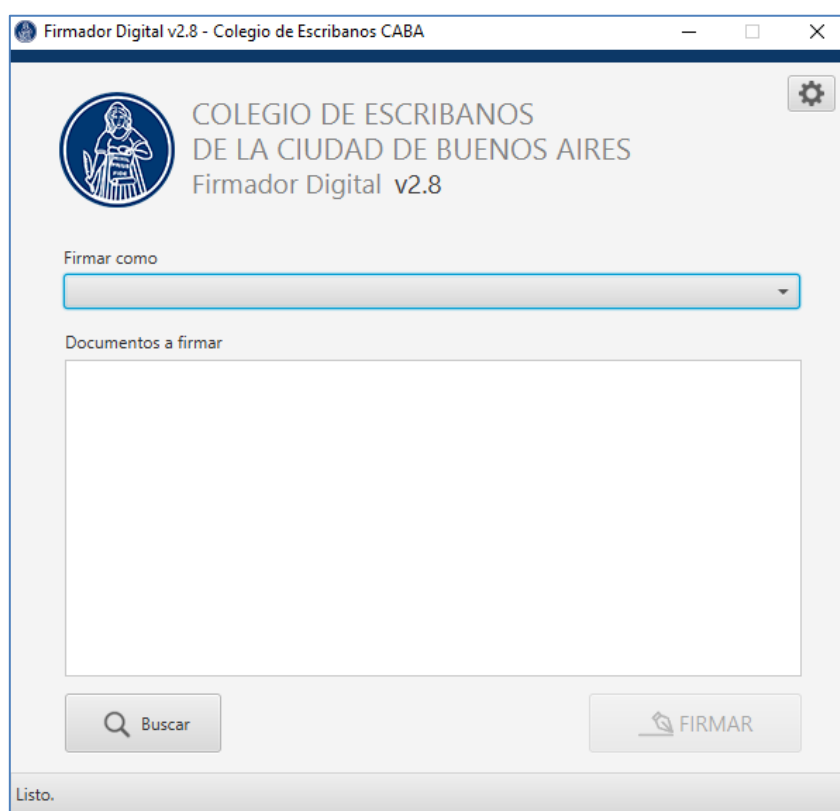 Firmador Digital v2.8 - Colegio de Escribanos CABA
COLEGIO DE ESCRIBANOS
DE LA CIUDAD DE BUENOS AIRES
Firmador Digital v2.8
Firmar como
Documentos a firmar
Buscar
FIRMAR
Listo.